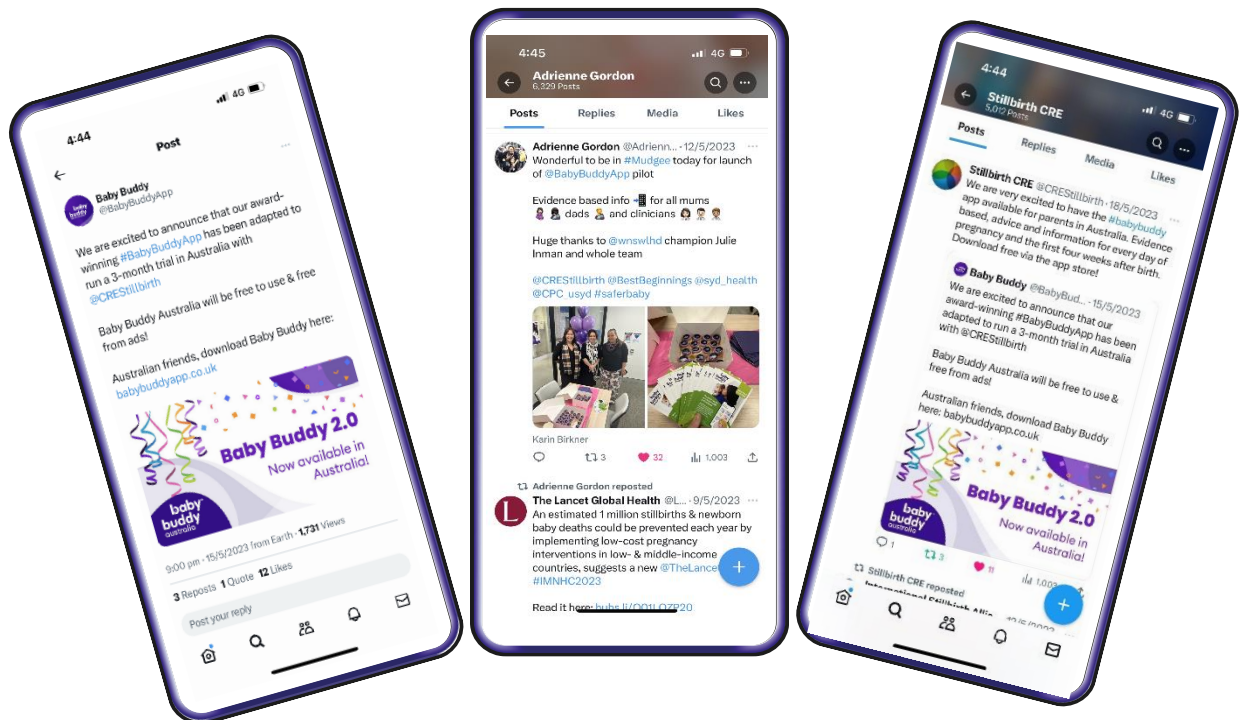 4:44
4G
Post
Baby Buddy
@BabyBuddyApp
We are excited to announce that our award-
winning #BabyBuddyApp has been adapted to
run a 3-month trial in Australia with
@CREStillbirth
Baby Buddy Australia will be free to use & free
from ads!
Australian friends, download Baby Buddy here:
babybuddyapp.co.uk
Baby Buddy 2.0
Now available in
Australia!
baby
buddy
australia
9:00 pm · 15/5/2023 from Earth · 1,731 Views
3 Reposts 1 Quote 12 Likes
Post your reply
4:45
4G
Adrienne Gordon
6,329 Posts
Posts Replies Media Likes
Adrienne Gordon @Adrienn... · 12/5/2023
Wonderful to be in #Mudgee today for launch
of @BabyBuddyApp pilot
Evidence based info for all mums
dads and clinicians
Huge thanks to @wnswlhd champion Julie
Inman and whole team
@CREStillbirth @BestBeginnings @syd_health
@CPC_usyd #saferbaby
Karin Birkner
3 32 1,003
Adrienne Gordon reposted
L
The Lancet Global Health @L... · 9/5/2023
An estimated 1 million stillbirths & newborn
baby deaths could be prevented each year by
implementing low-cost pregnancy
interventions in low- & middle-income
countries, suggests a new @TheLancet
#IMNHC2023
Read it here:
4:44
4G
Stillbirth CRE
5,012 Posts
Posts Replies Media Likes
Stillbirth CRE @CREStillbirth · 18/5/2023
We are very excited to have the #babybuddy
app available for parents in Australia. Evidence
based, advice and information for every day of
pregnancy and the first four weeks after birth.
Download free via the app store!
Baby Buddy @BabyBud... · 15/5/2023
We are excited to announce that our
award-winning #BabyBuddyApp has been
adapted to run a 3-month trial in Australia
with @CREStillbirth
Baby Buddy Australia will be free to use &
free from ads!
Australian friends, download Baby Buddy
here: babybuddyapp.co.uk
Baby Buddy 2.0
Now available in
Australia!
baby
buddy
australia
1 3 11
Stillbirth CRE reposted